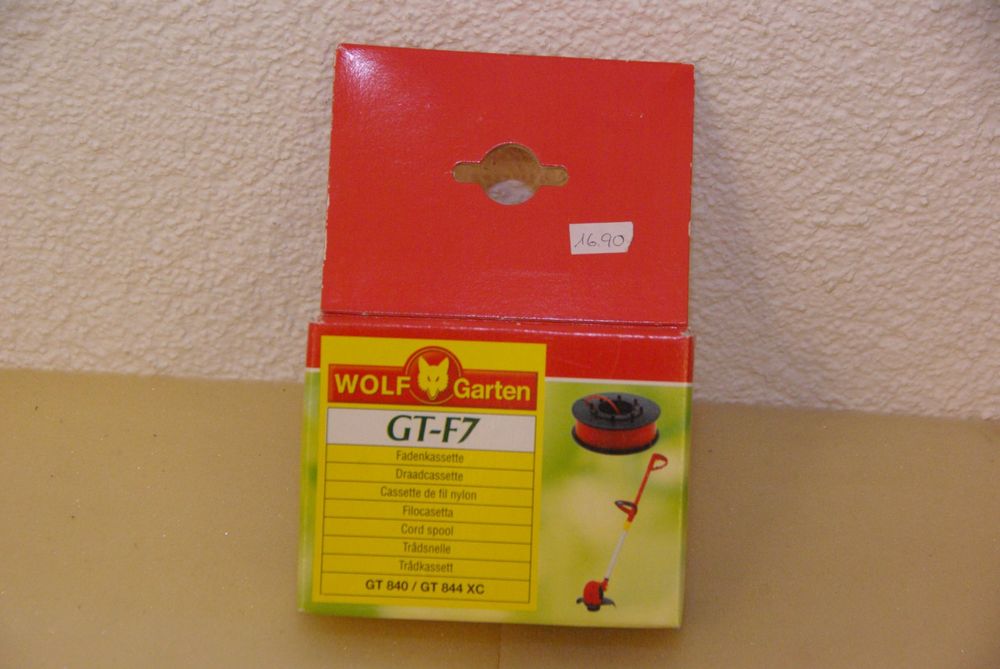 16.90
WOLF Garten
GT-F7
Fadenkassette
Draadcassette
Cassette de fil nylon
Filocasetta
Cord spool
Trådsnelle
Trådkassett
GT 840 / GT 844 XC